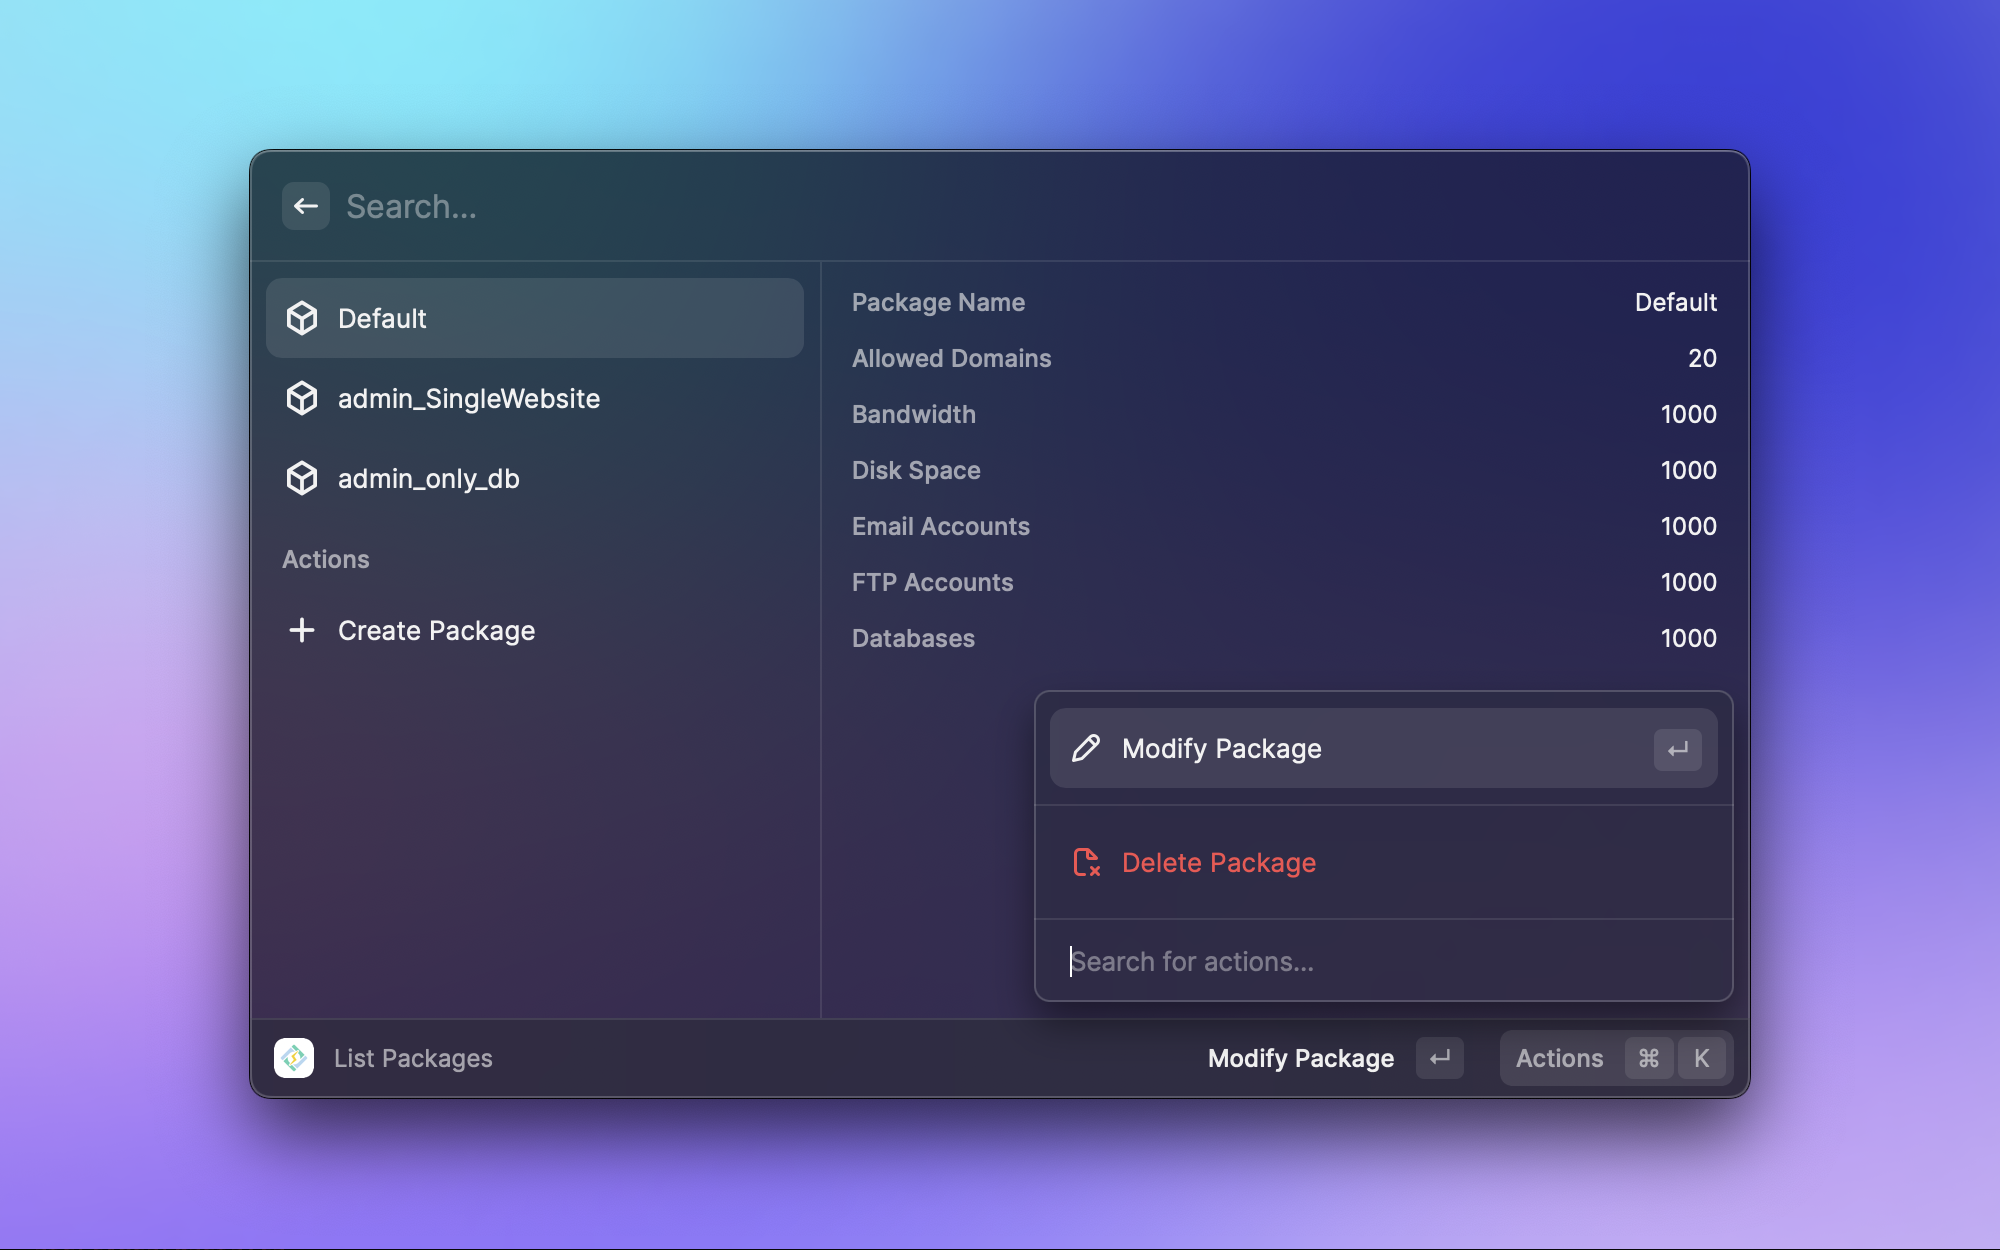 Search...
Default
admin_SingleWebsite
admin_only_db
Actions
Create Package
Package Name Default
Allowed Domains 20
Bandwidth 1000
Disk Space 1000
Email Accounts 1000
FTP Accounts 1000
Databases 1000
Modify Package
Delete Package
Search for actions...
List Packages
Modify Package
Actions ⌘ K